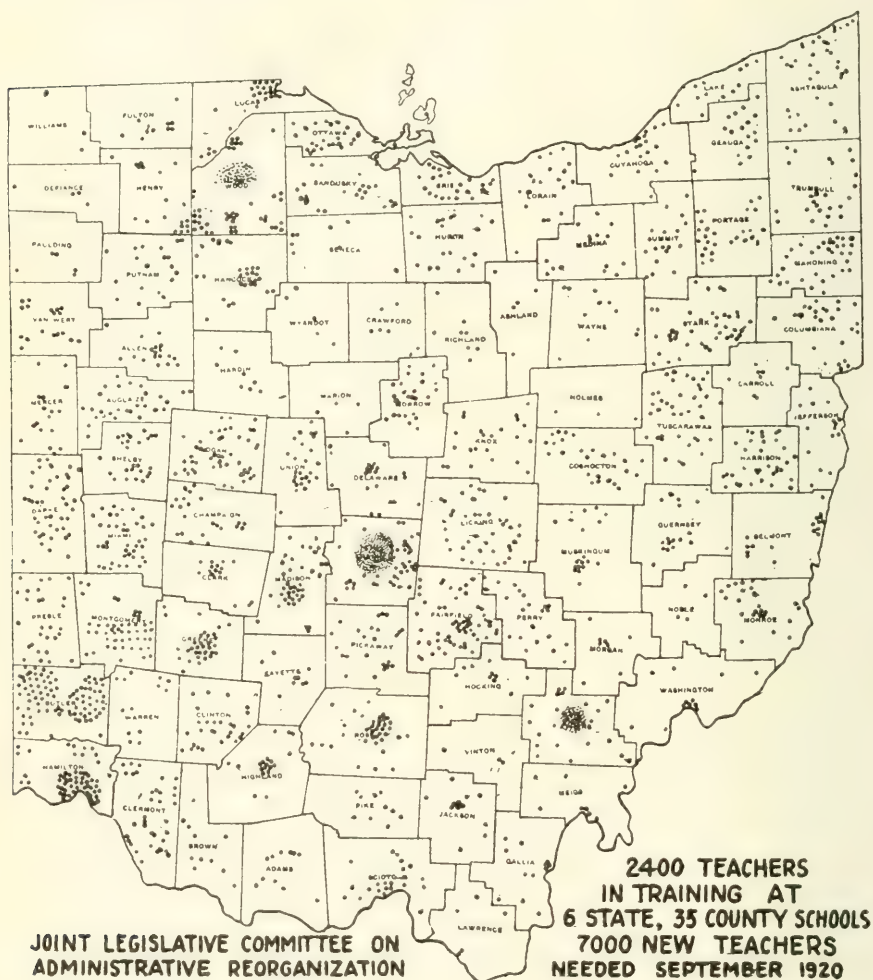 LAKE
ASHTABULA
LUCAS
FULTON
WILLIAMS
OTTAWA
GEAUGA
CUYAHOGA
DEFIANCE
HENRY
WOOD
SANDUSKY
ERIE
LORAIN
TRUMBULL
PAULDING
SENECA
HURON
MEDINA
SUMMIT
PORTAGE
MAHONING
PUTNAM
HANCOCK
VAN WERT
WYANDOT
CRAWFORD
RICHLAND
ASHLAND
WAYNE
STARK
COLUMBIANA
ALLEN
HARDIN
MERCER
AUGLAIZE
MARION
MORROW
HOLMES
CARROLL
JEFFERSON
TUSCARAWAS
SHELBY
LOGAN
UNION
KNOX
COSHOCTON
HARRISON
DARKE
DELAWARE
CHAMPAIGN
MIAMI
LICKING
GUERNSEY
BELMONT
MUSKINGUM
CLARK
MADISON
PREBLE
MONTGOMERY
FAIRFIELD
PERRY
NOBLE
MONROE
GREENE
PICKAWAY
MORGAN
FAYETTE
HOCKING
WASHINGTON
BUTLER
WARREN
CLINTON
ROSS
VINTON
HAMILTON
HIGHLAND
MEIGS
CLERMONT
PIKE
JACKSON
BROWN
ADAMS
SCIOTO
GALLIA
LAWRENCE
2400 TEACHERS
IN TRAINING AT
6 STATE, 35 COUNTY SCHOOLS
7000 NEW TEACHERS
NEEDED SEPTEMBER 1920
JOINT LEGISLATIVE COMMITTEE ON
ADMINISTRATIVE REORGANIZATION